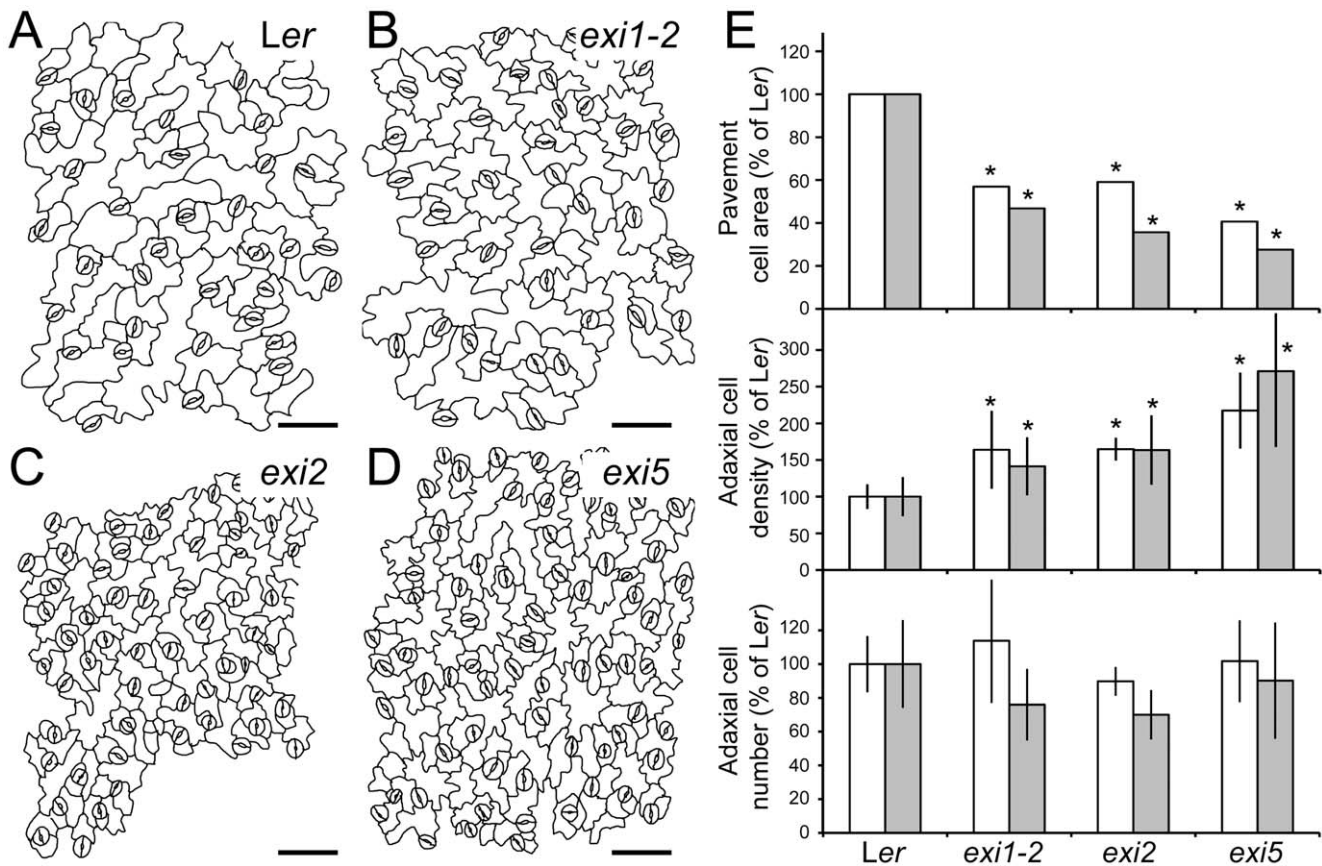 A
Ler
B
exi1-2
C
exi2
D
exi5
E
Pavement
cell area (% of Ler)
120
100
80
60
40
20
0
* * * * * *
Adaxial cell
density (% of Ler)
300
250
200
150
100
50
0
* * * * * *
Adaxial cell
number (% of Ler)
120
100
80
60
40
20
0
Ler exi1-2 exi2 exi5